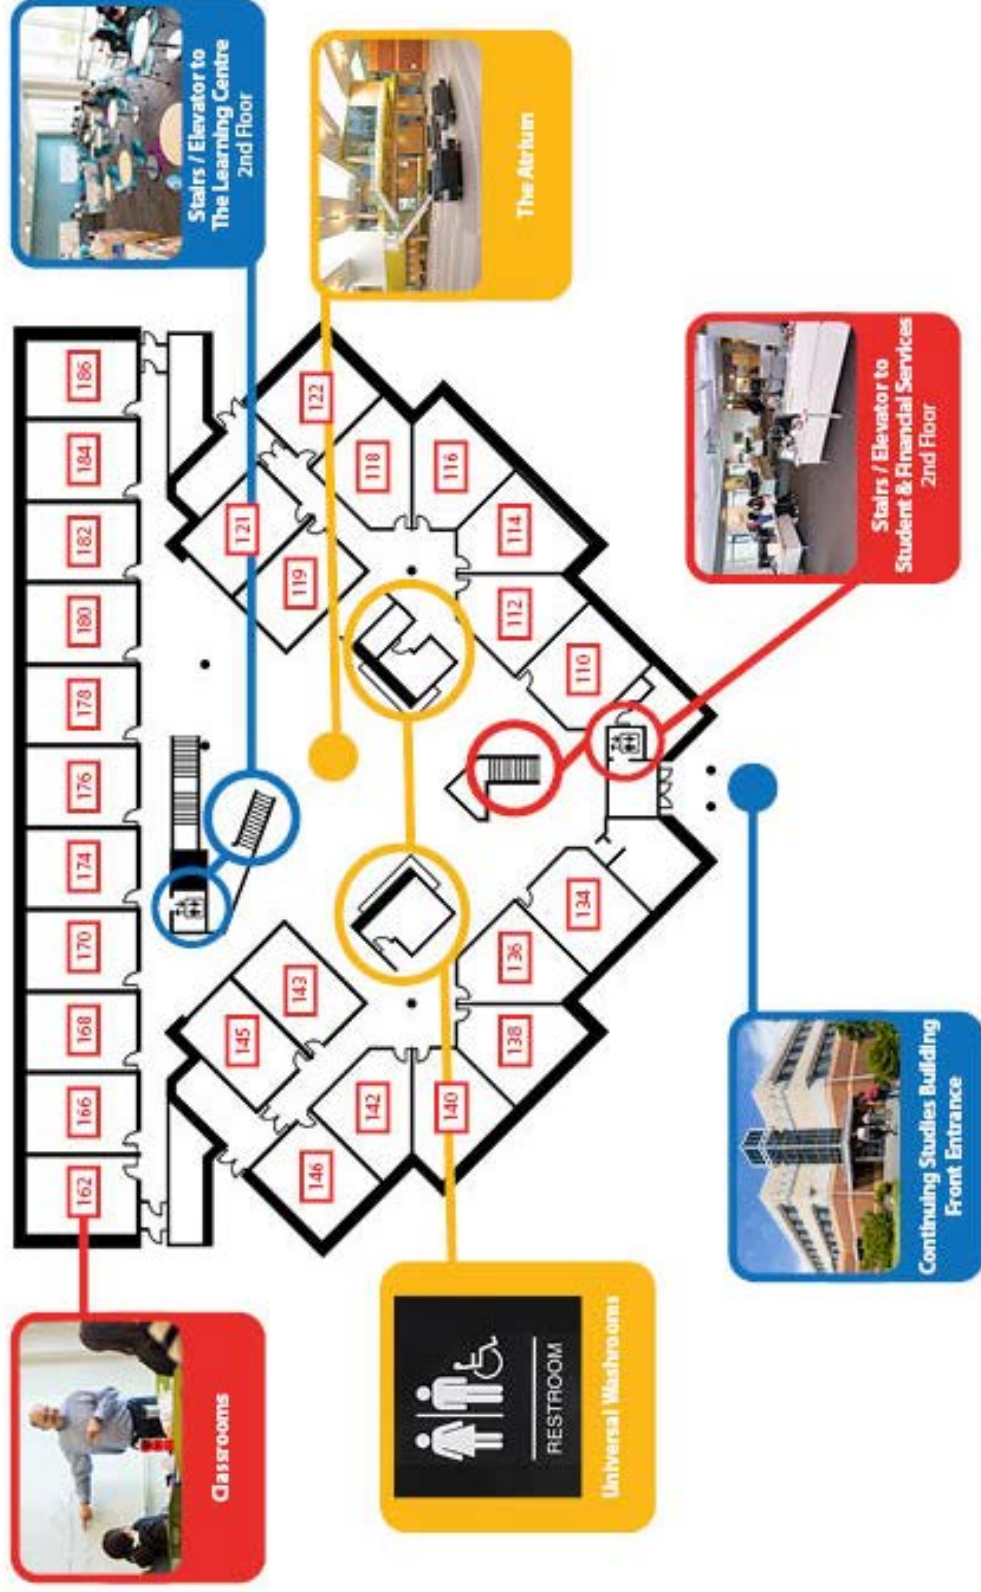 Classrooms
162
166
168
170
174
176
178
180
182
184
186
Stairs / Elevator to
The Learning Centre
2nd Floor
145
143
119
121
146
142
122
118
140
138
136
134
110
112
114
116
RESTROOM
Universal Washrooms
The Atrium
Continuing Studies Building
Front Entrance
Stairs / Elevator to
Student & Financial Services
2nd Floor